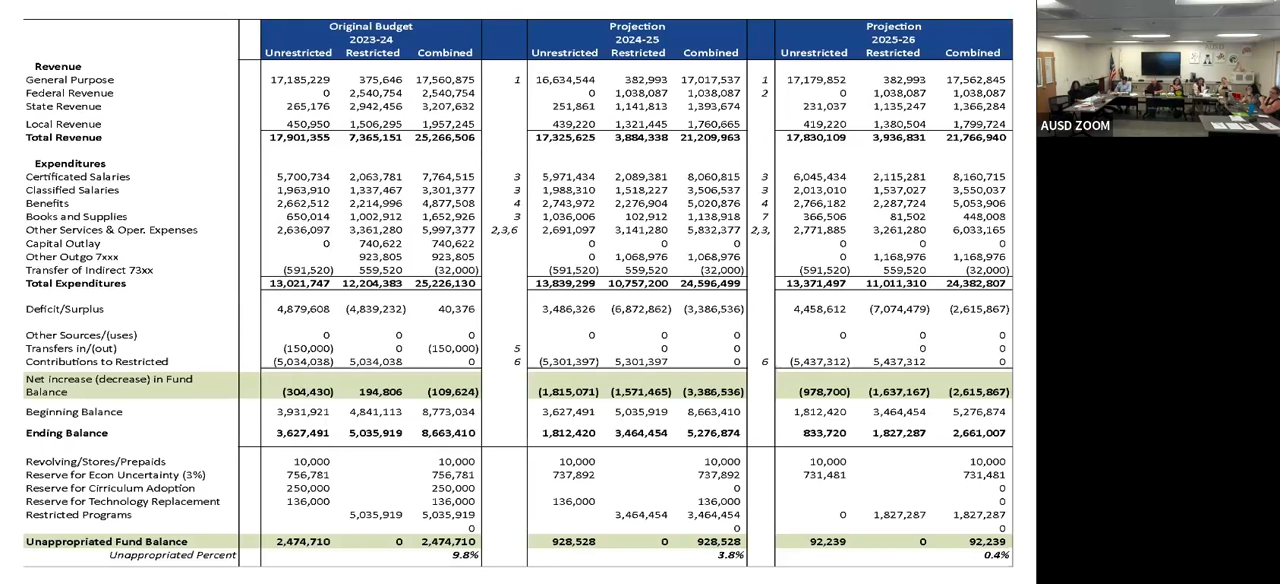 Original Budget Projection Projection
2023-24 2024-25 2025-26
Unrestricted Restricted Combined Unrestricted Restricted Combined Unrestricted Restricted Combined
Revenue
General Purpose 17,185,229 375,646 17,560,875 1 16,634,544 382,993 17,017,537 1 17,179,852 382,993 17,562,845
Federal Revenue 0 2,540,754 2,540,754 0 1,038,087 1,038,087 2 0 1,038,087 1,038,087
State Revenue 265,176 2,942,456 3,207,632 251,861 1,141,813 1,393,674 231,037 1,135,247 1,366,284
Local Revenue 450,950 1,506,295 1,957,245 439,220 1,321,445 1,760,665 419,220 1,380,504 1,799,724
Total Revenue 17,901,355 7,365,151 25,266,506 17,325,625 3,884,338 21,209,963 17,830,109 3,936,831 21,766,940
Expenditures
Certificated Salaries 5,700,734 2,063,781 7,764,515 3 5,971,434 2,089,381 8,060,815 3 6,045,434 2,115,281 8,160,715
Classified Salaries 1,963,910 1,337,467 3,301,377 3 1,988,310 1,518,227 3,506,537 3 2,013,010 1,537,027 3,550,037
Benefits 2,662,512 2,214,996 4,877,508 4 2,743,972 2,276,904 5,020,876 4 2,766,182 2,287,724 5,053,906
Books and Supplies 650,014 1,002,912 1,652,926 3 1,036,006 102,912 1,138,918 7 366,506 81,502 448,008
Other Services & Oper. Expenses 2,636,097 3,361,280 5,997,377 2,3,6 2,691,097 3,141,280 5,832,377 2,3, 2,771,885 3,261,280 6,033,165
Capital Outlay 0 740,622 740,622 0 0 0 0 0 0
Other Outgo 7xxx 923,805 923,805 0 1,068,976 1,068,976 0 1,168,976 1,168,976
Transfer of Indirect 73xx (591,520) 559,520 (32,000) (591,520) 559,520 (32,000) (591,520) 559,520 (32,000)
Total Expenditures 13,021,747 12,204,383 25,226,130 13,839,299 10,757,200 24,596,499 13,371,497 11,011,310 24,382,807
Deficit/Surplus 4,879,608 (4,839,232) 40,376 3,486,326 (6,872,862) (3,386,536) 4,458,612 (7,074,479) (2,615,867)
Other Sources/(uses) 0 0 0 0 0 0 0 0 0
Transfers in/(out) (150,000) 0 (150,000) 5 0 0 0 0
Contributions to Restricted (5,034,038) 5,034,038 0 6 (5,301,397) 5,301,397 0 6 (5,437,312) 5,437,312 0
Net increase (decrease) in Fund
Balance (304,430) 194,806 (109,624) (1,815,071) (1,571,465) (3,386,536) (978,700) (1,637,167) (2,615,867)
Beginning Balance 3,931,921 4,841,113 8,773,034 3,627,491 5,035,919 8,663,410 1,812,420 3,464,454 5,276,874
Ending Balance 3,627,491 5,035,919 8,663,410 1,812,420 3,464,454 5,276,874 833,720 1,827,287 2,661,007
Revolving/Stores/Prepaids 10,000 10,000 10,000 10,000 10,000 10,000
Reserve for Econ Uncertainty (3%) 756,781 756,781 737,892 737,892 731,481 731,481
Reserve for Cirriculum Adoption 250,000 250,000 0 0
Reserve for Technology Replacement 136,000 136,000 136,000 136,000 0
Restricted Programs 5,035,919 5,035,919 3,464,454 3,464,454 0 1,827,287 1,827,287
0 0 0
Unappropriated Fund Balance 2,474,710 0 2,474,710 928,528 0 928,528 92,239 0 92,239
Unappropriated Percent 9.8% 3.8% 0.4%
AUSD ZOOM